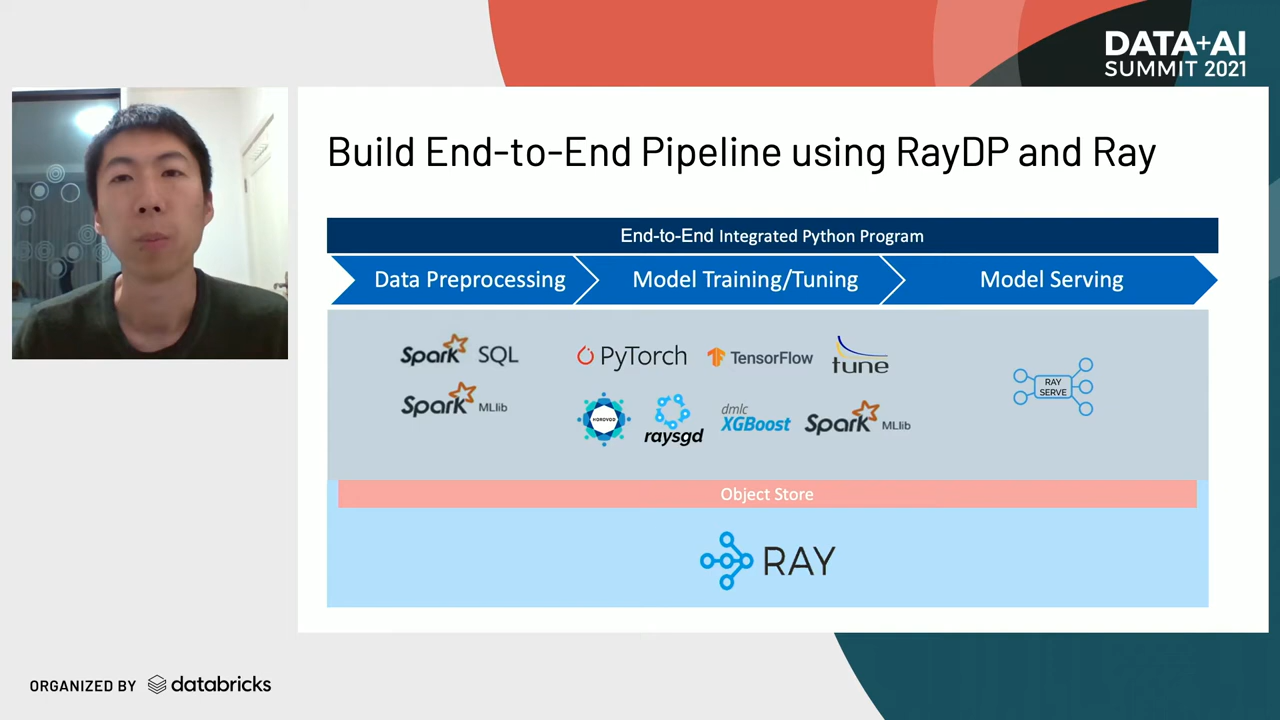 DATA+AI
SUMMIT 2021
Build End-to-End Pipeline using RayDP and Ray
End-to-End Integrated Python Program
Data Preprocessing
Model Training/Tuning
Model Serving
Spark SQL
PyTorch
TensorFlow
tune
RAY
SERVE
Spark MLlib
HOROVOD
raysgd
dmlc
XGBoost
Spark MLlib
Object Store
RAY
ORGANIZED BY databricks